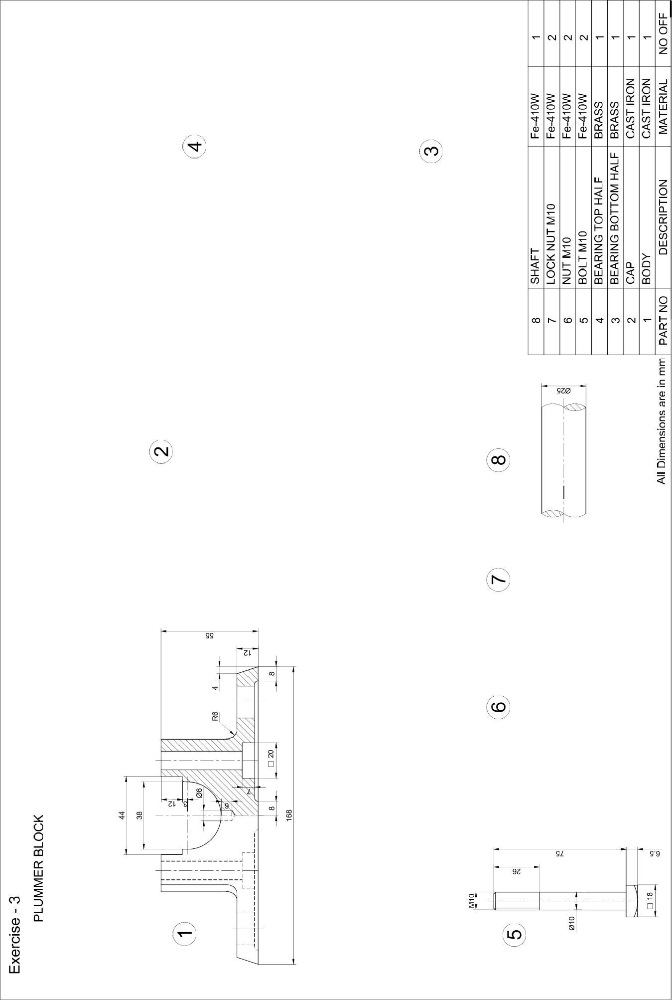 Exercise - 3
PLUMMER BLOCK
1
44
38
12
3
Ø6
6
55
12
4
R6
8
□ 20
7
8
168
2
4
3
5
M10
26
75
Ø10
6.5
□ 18
6
7
8
Ø25
8 SHAFT Fe-410W 1
7 LOCK NUT M10 Fe-410W 2
6 NUT M10 Fe-410W 2
5 BOLT M10 Fe-410W 2
4 BEARING TOP HALF BRASS 1
3 BEARING BOTTOM HALF BRASS 1
2 CAP CAST IRON 1
1 BODY CAST IRON 1
PART NO DESCRIPTION MATERIAL NO OFF
All Dimensions are in mm